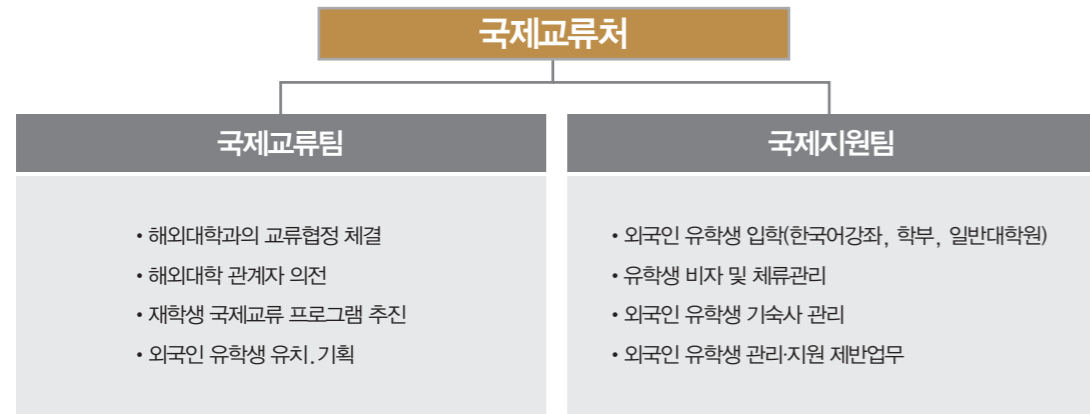 국제교류처
국제교류팀
• 해외대학과의 교류협정 체결
• 해외대학 관계자 의전
• 재학생 국제교류 프로그램 추진
• 외국인 유학생 유치.기획
국제지원팀
• 외국인 유학생 입학(한국어강좌, 학부, 일반대학원)
• 유학생 비자 및 체류관리
• 외국인 유학생 기숙사 관리
• 외국인 유학생 관리·지원 제반업무